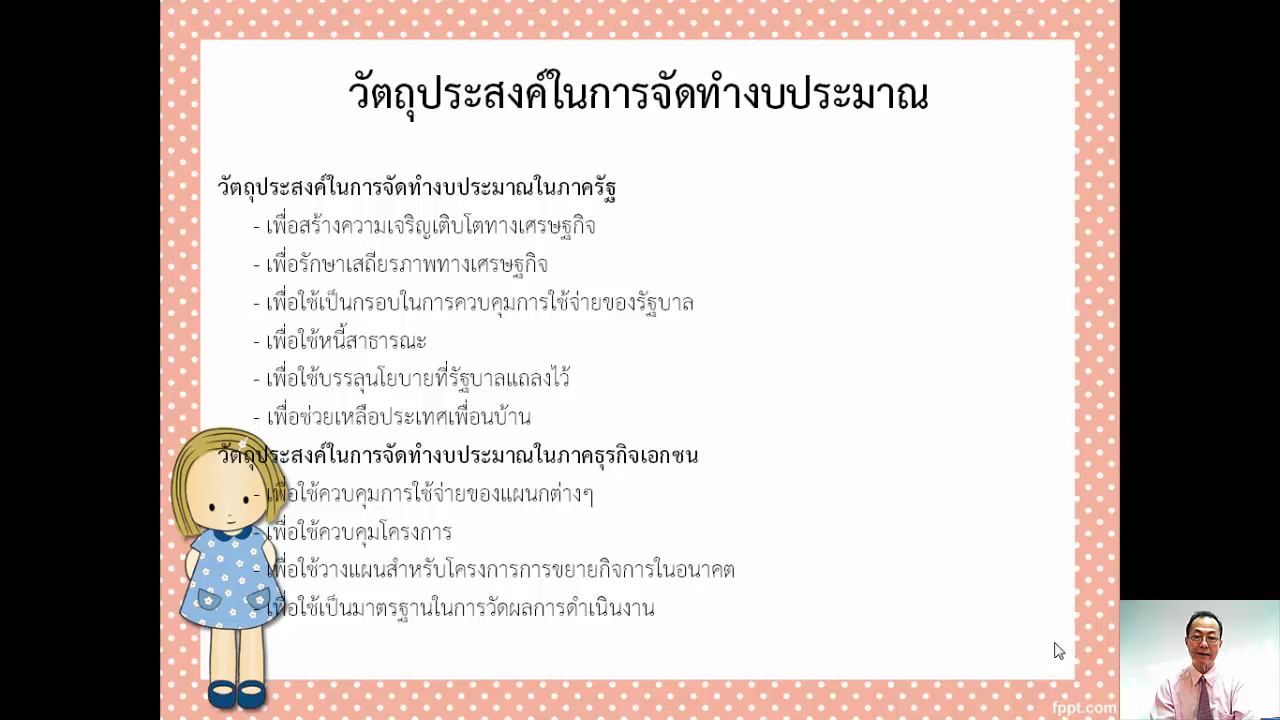 วัตถุประสงค์ในการจัดทำงบประมาณ
วัตถุประสงค์ในการจัดทำงบประมาณในภาครัฐ
- เพื่อสร้างความเจริญเติบโตทางเศรษฐกิจ
- เพื่อรักษาเสถียรภาพทางเศรษฐกิจ
- เพื่อใช้เป็นกรอบในการควบคุมการใช้จ่ายของรัฐบาล
- เพื่อใช้หนี้สาธารณะ
- เพื่อใช้บรรลุนโยบายที่รัฐบาลแถลงไว้
- เพื่อช่วยเหลือประเทศเพื่อนบ้าน
วัตถุประสงค์ในการจัดทำงบประมาณในภาคธุรกิจเอกชน
- เพื่อใช้ควบคุมการใช้จ่ายของแผนกต่างๆ
- เพื่อใช้ควบคุมโครงการ
- เพื่อใช้วางแผนสำหรับโครงการการขยายกิจการในอนาคต
- เพื่อใช้เป็นมาตรฐานในการวัดผลการดำเนินงาน
fppt.com